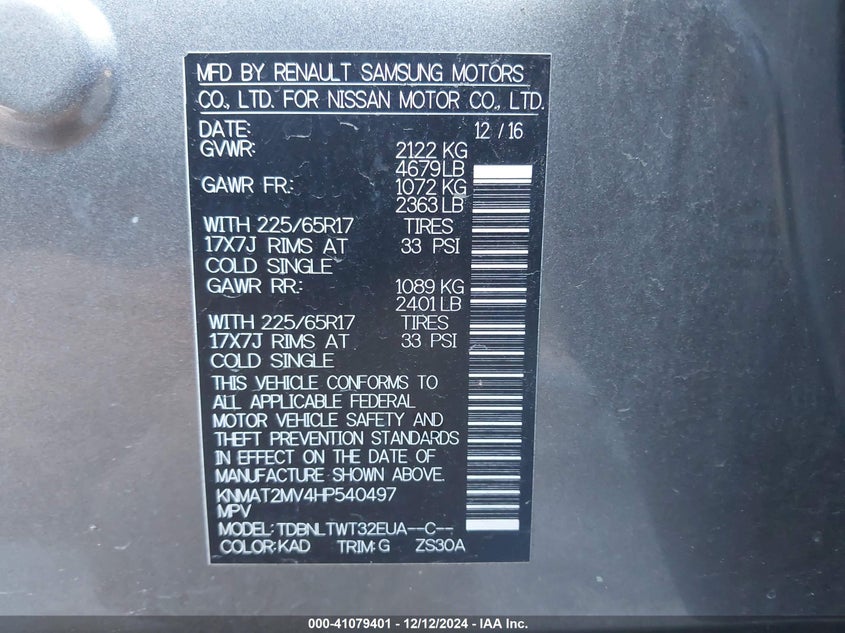 MFD BY RENAULT SAMSUNG MOTORS
CO., LTD. FOR NISSAN MOTOR CO., LTD.
DATE: 12 / 16
GVWR: 2122 KG
4679 LB
GAWR FR.: 1072 KG
2363 LB
WITH 225/65R17 TIRES
17X7J RIMS AT 33 PSI
COLD SINGLE
GAWR RR.: 1089 KG
2401 LB
WITH 225/65R17 TIRES
17X7J RIMS AT 33 PSI
COLD SINGLE
THIS VEHICLE CONFORMS TO
ALL APPLICABLE FEDERAL
MOTOR VEHICLE SAFETY AND
THEFT PREVENTION STANDARDS
IN EFFECT ON THE DATE OF
MANUFACTURE SHOWN ABOVE.
KNMAT2MV4HP540497
MPV
MODEL: TDBNLTWT32EUA--C--
COLOR: KAD TRIM: G ZS30A
000-41079401 - 12/12/2024 - IAA Inc.